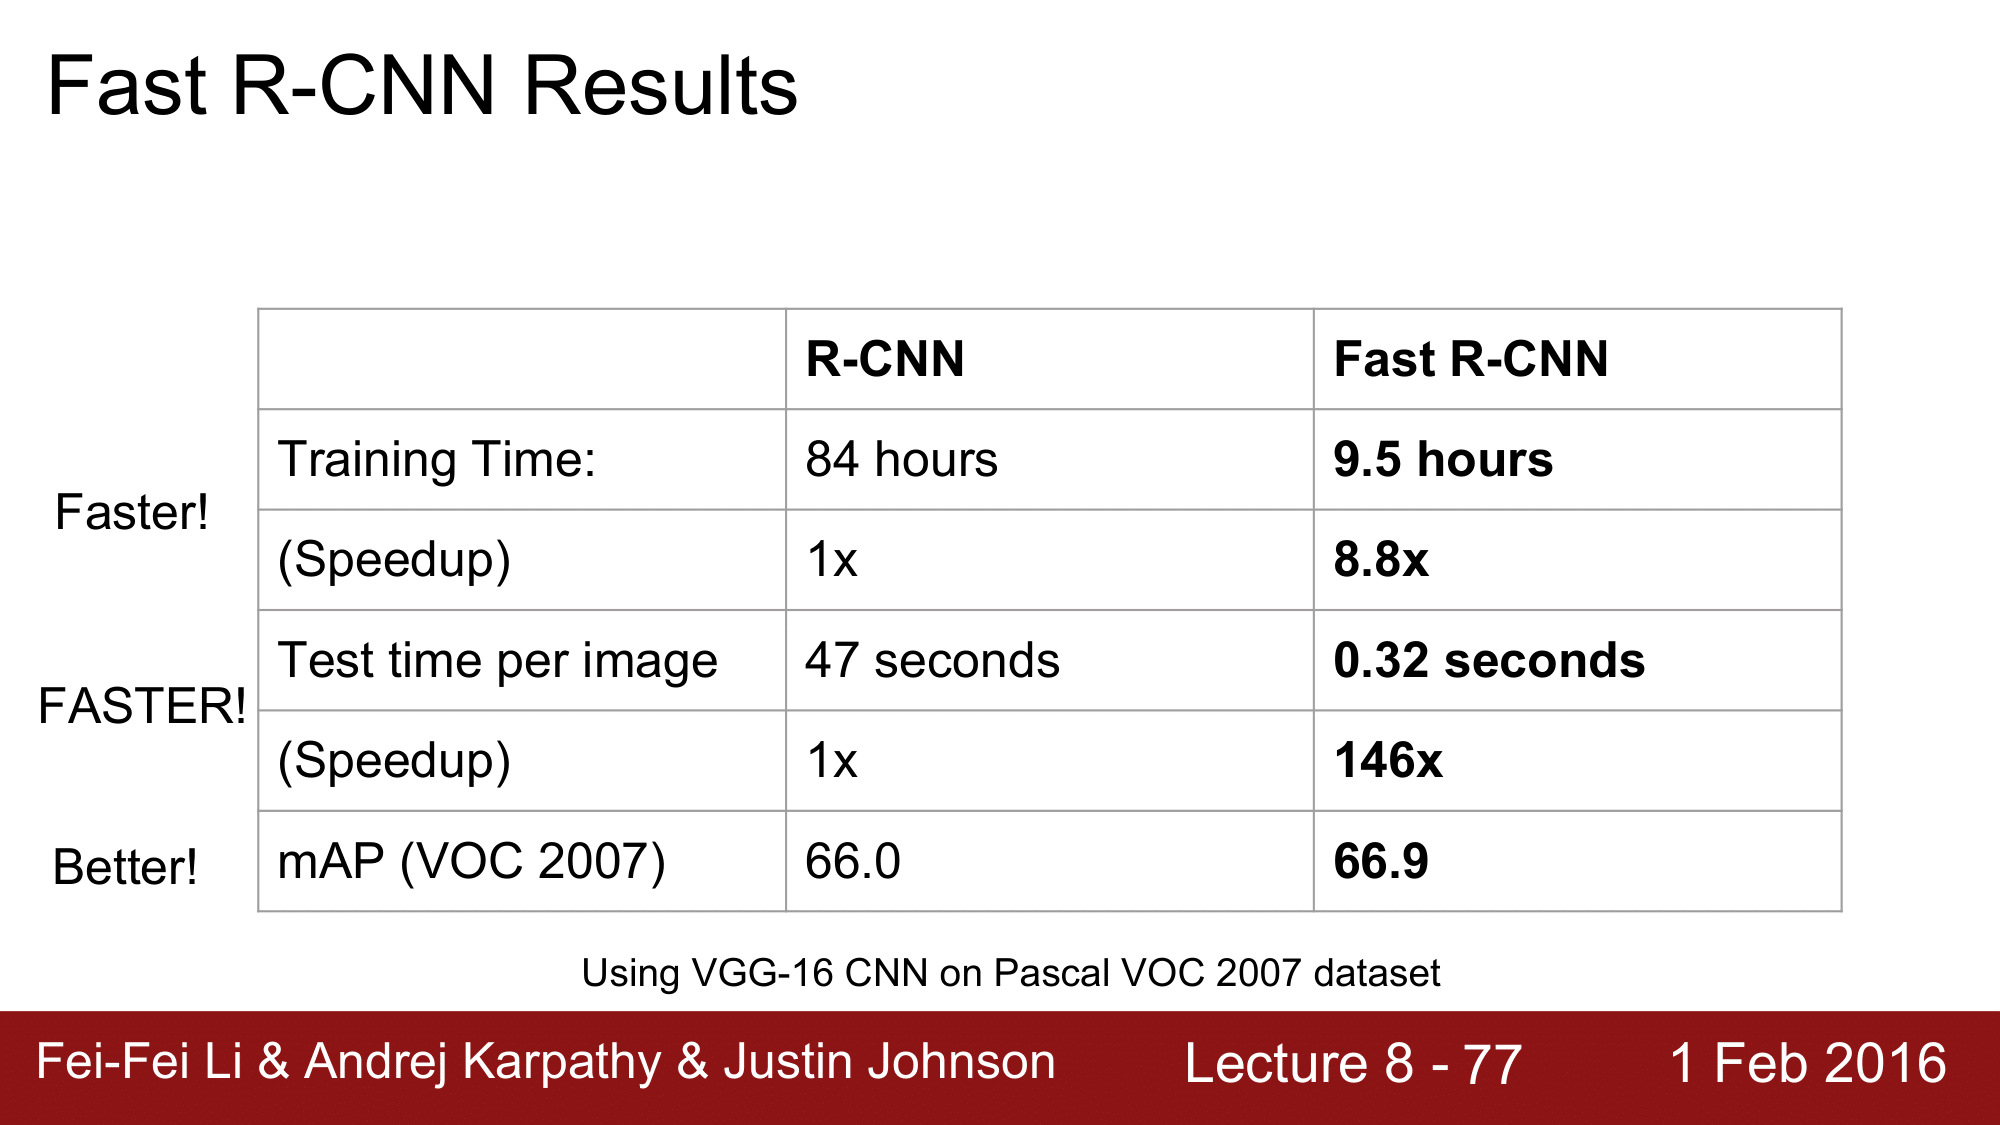 Fast R-CNN Results
R-CNN Fast R-CNN
Training Time: 84 hours 9.5 hours
Faster!
(Speedup) 1x 8.8x
Test time per image 47 seconds 0.32 seconds
FASTER!
(Speedup) 1x 146x
Better! mAP (VOC 2007) 66.0 66.9
Using VGG-16 CNN on Pascal VOC 2007 dataset
Fei-Fei Li & Andrej Karpathy & Justin Johnson Lecture 8 - 77 1 Feb 2016